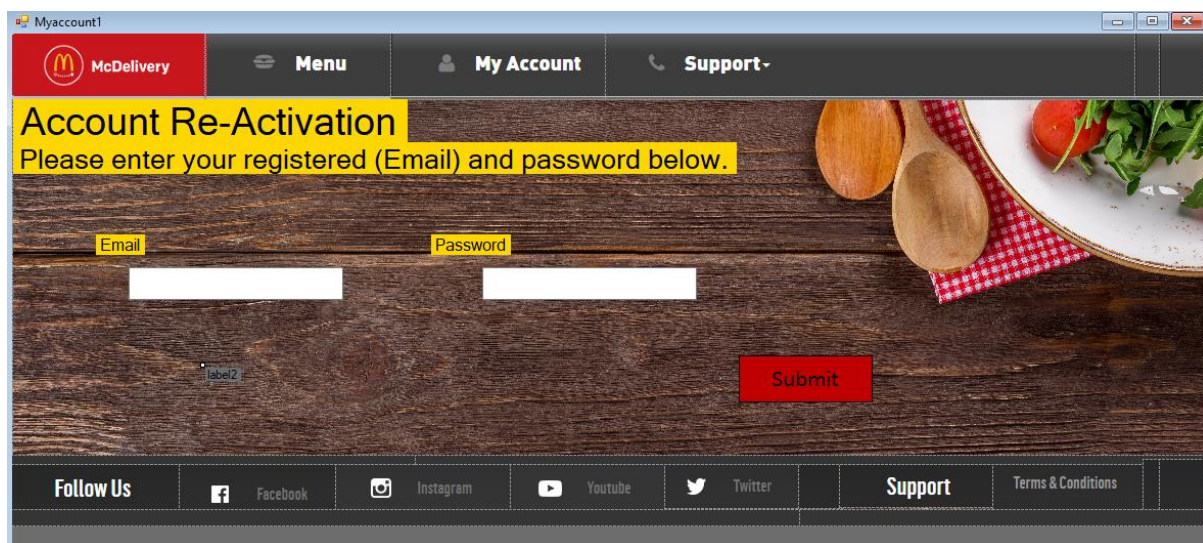 Myaccount1
McDelivery Menu My Account Support
Account Re-Activation
Please enter your registered (Email) and password below.
Email Password
label2
Submit
Follow Us Facebook Instagram Youtube Twitter Support Terms & Conditions